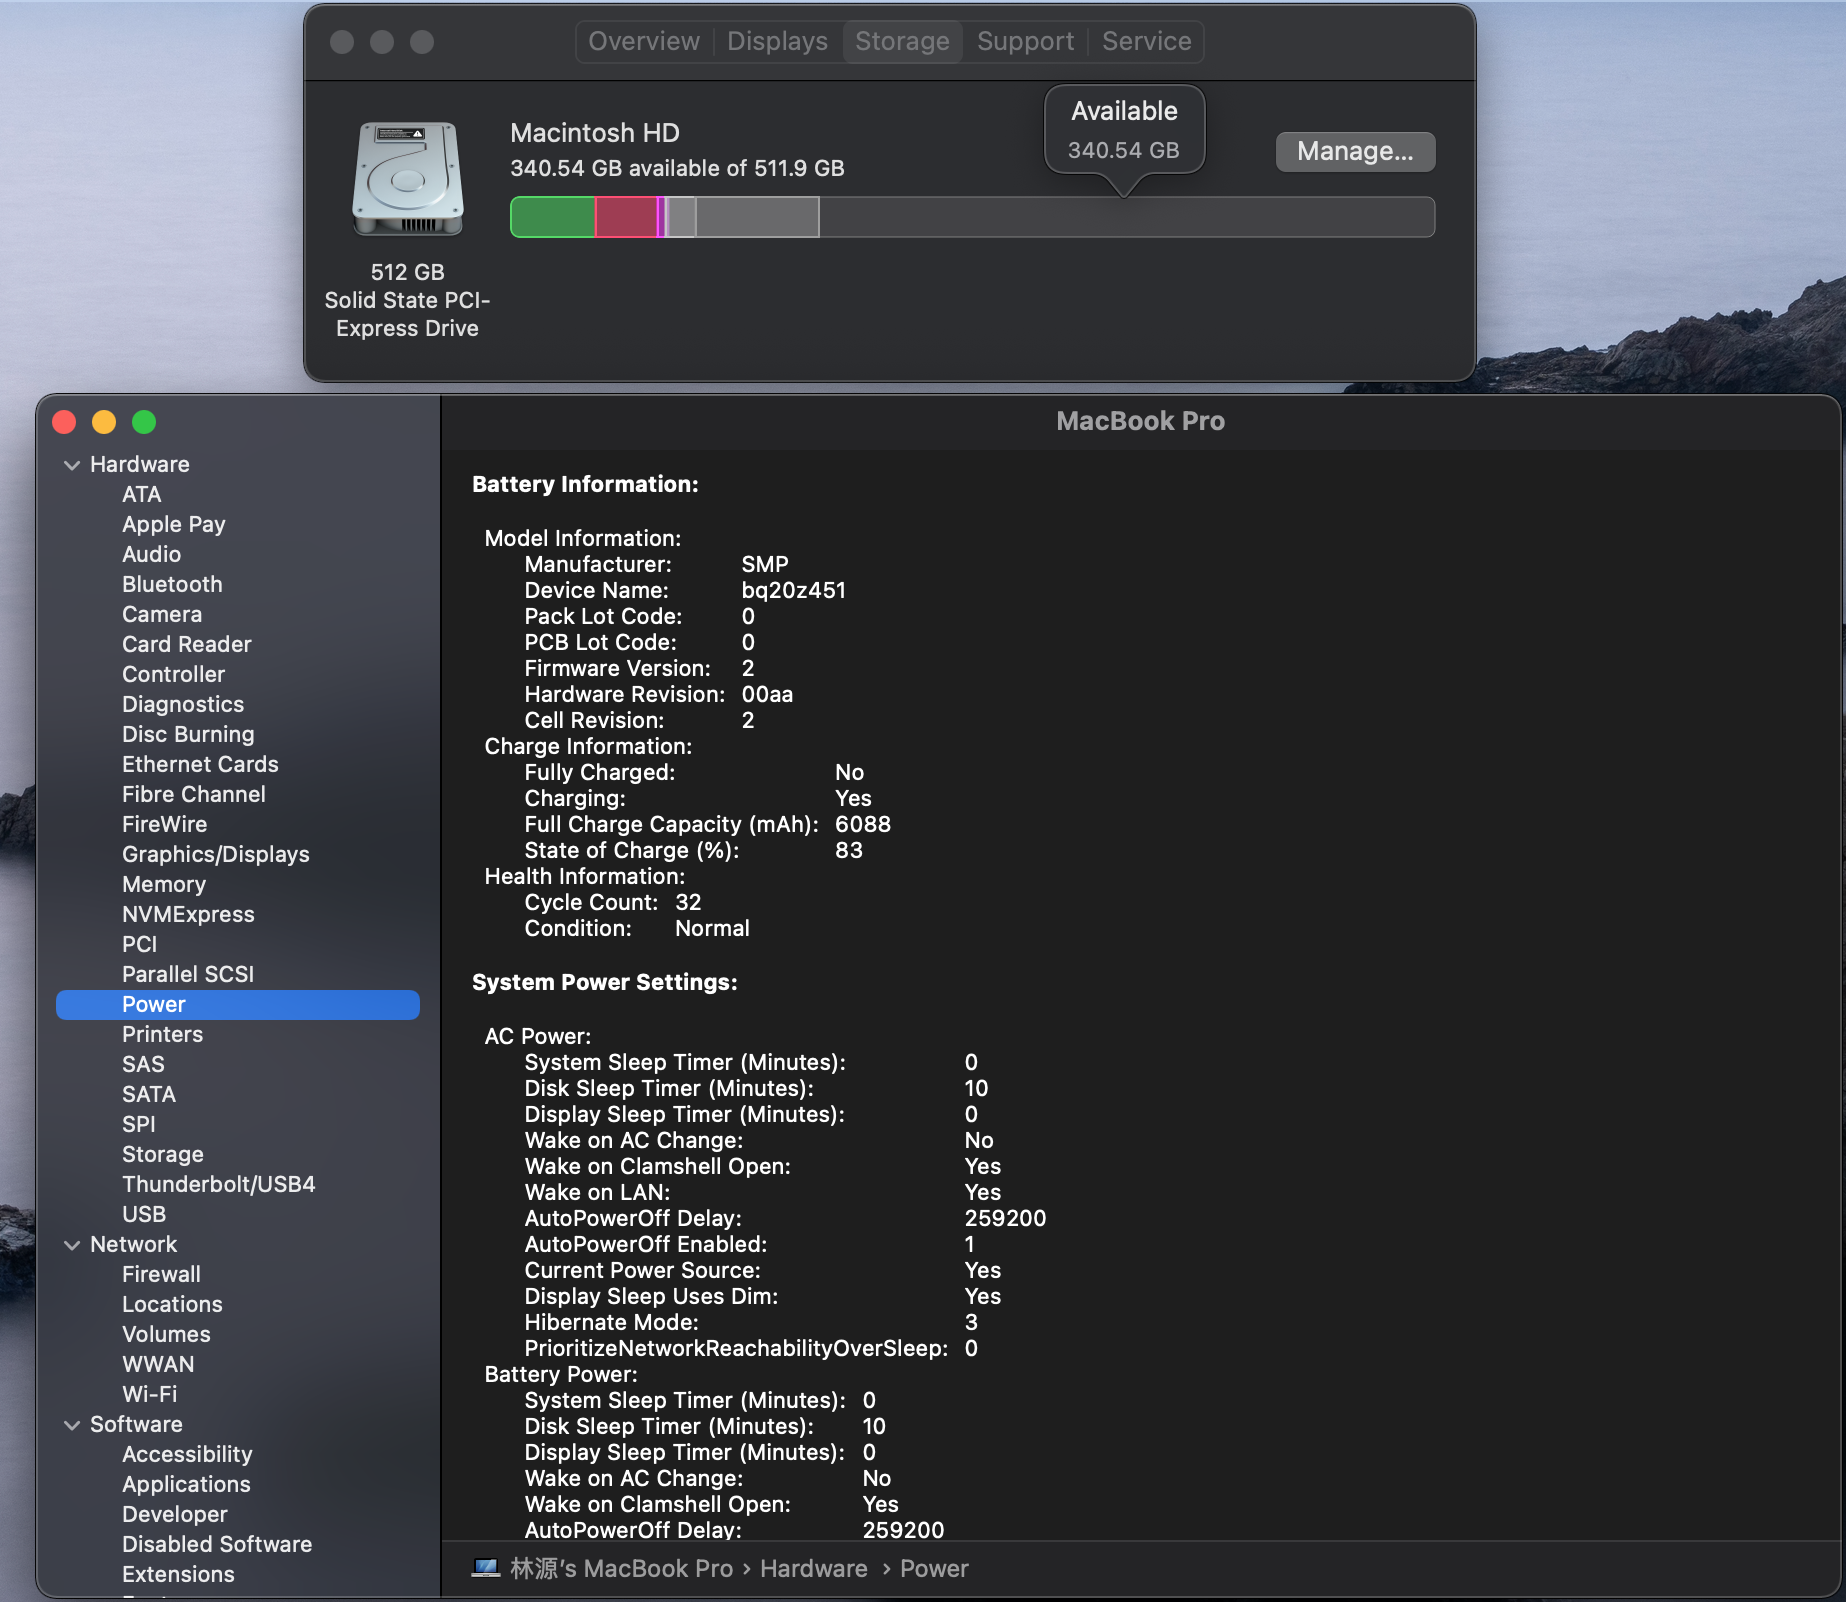 Overview Displays Storage Support Service
Available
340.54 GB
Macintosh HD
340.54 GB available of 511.9 GB
Manage...
512 GB
Solid State PCI-
Express Drive
MacBook Pro
Hardware
ATA
Apple Pay
Audio
Bluetooth
Camera
Card Reader
Controller
Diagnostics
Disc Burning
Ethernet Cards
Fibre Channel
FireWire
Graphics/Displays
Memory
NVMExpress
PCI
Parallel SCSI
Power
Printers
SAS
SATA
SPI
Storage
Thunderbolt/USB4
USB
Network
Firewall
Locations
Volumes
WWAN
Wi-Fi
Software
Accessibility
Applications
Developer
Disabled Software
Extensions
Battery Information:
Model Information:
Manufacturer: SMP
Device Name: bq20z451
Pack Lot Code: 0
PCB Lot Code: 0
Firmware Version: 2
Hardware Revision: 00aa
Cell Revision: 2
Charge Information:
Fully Charged: No
Charging: Yes
Full Charge Capacity (mAh): 6088
State of Charge (%): 83
Health Information:
Cycle Count: 32
Condition: Normal
System Power Settings:
AC Power:
System Sleep Timer (Minutes): 0
Disk Sleep Timer (Minutes): 10
Display Sleep Timer (Minutes): 0
Wake on AC Change: No
Wake on Clamshell Open: Yes
Wake on LAN: Yes
AutoPowerOff Delay: 259200
AutoPowerOff Enabled: 1
Current Power Source: Yes
Display Sleep Uses Dim: Yes
Hibernate Mode: 3
PrioritizeNetworkReachabilityOverSleep: 0
Battery Power:
System Sleep Timer (Minutes): 0
Disk Sleep Timer (Minutes): 10
Display Sleep Timer (Minutes): 0
Wake on AC Change: No
Wake on Clamshell Open: Yes
AutoPowerOff Delay: 259200
林源's MacBook Pro › Hardware › Power